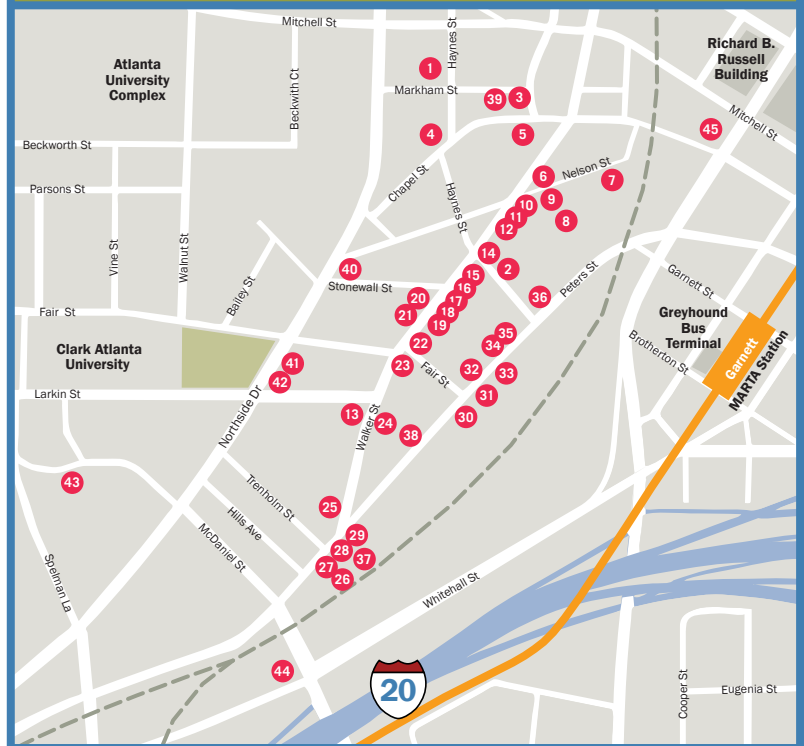 Mitchell St
Haynes St
Richard B.
Russell
Building
Atlanta
University
Complex
1
Beckwith Ct
Markham St
39
3
Mitchell St
45
4
5
Beckworth St
Nelson St
6
7
Parsons St
Chapel St
Haynes St
10
9
11
8
12
Vine St
Walnut St
14
Bailey St
40
15
2
Peters St
Garnett St
Stonewall St
16
20
17
36
21
18
19
Fair St
Greyhound
Bus
Terminal
35
34
22
Brotherton St
Garnett
MARTA Station
Clark Atlanta
University
41
42
23
Fair St
32
33
Larkin St
31
Northside Dr
13
Walker St
24
30
38
43
Trenholm St
25
Hills Ave
McDaniel St
29
28
37
27
26
Spelman La
Whitehall St
44
20
Cooper St
Eugenia St